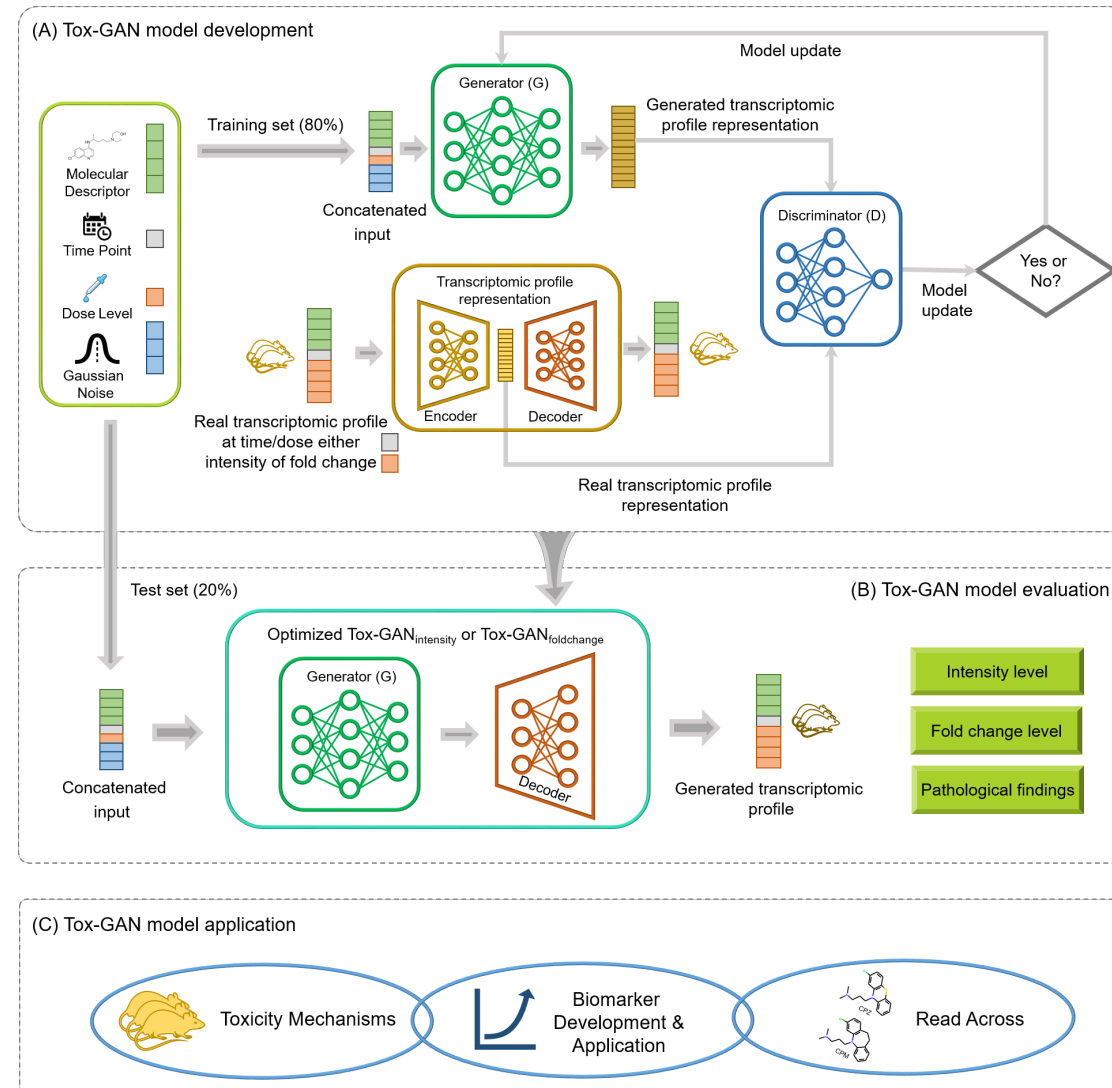 (A) Tox-GAN model development
Model update
Generator (G)
Training set (80%)
Generated transcriptomic
profile representation
Molecular
Descriptor
Concatenated
input
Discriminator (D)
Time Point
Yes or
No?
Transcriptomic profile
representation
Model
update
Dose Level
Gaussian
Noise
Encoder
Decoder
Real transcriptomic profile
at time/dose either
intensity of fold change
Real transcriptomic profile
representation
Test set (20%)
(B) Tox-GAN model evaluation
Optimized Tox-GANintensity or Tox-GANfoldchange
Generator (G)
Decoder
Intensity level
Fold change level
Pathological findings
Concatenated
input
Generated transcriptomic
profile
(C) Tox-GAN model application
Toxicity Mechanisms
Biomarker
Development &
Application
CPZ
CPM
Read Across